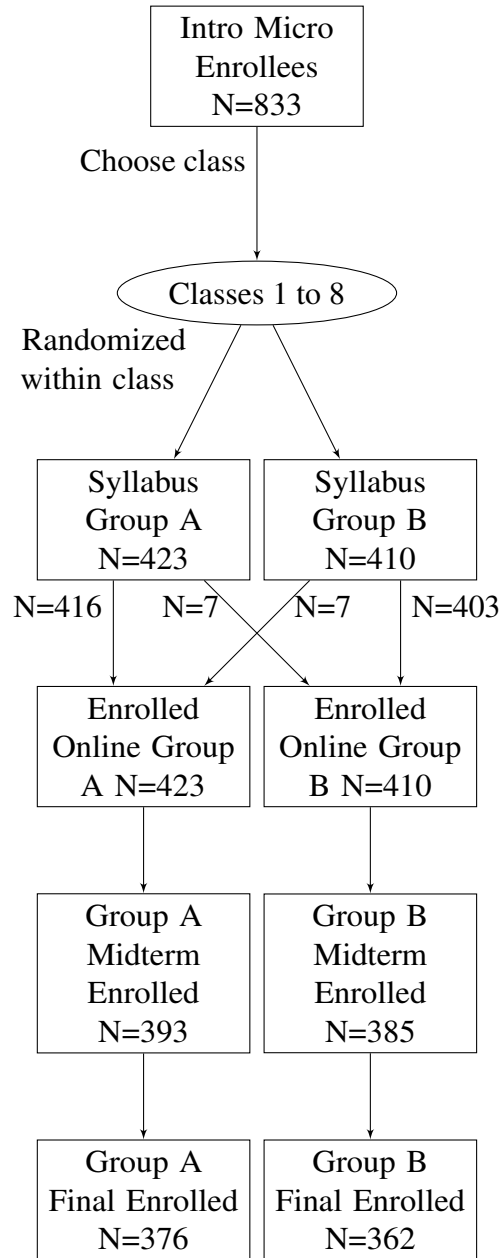 Intro Micro
Enrollees
N=833
Choose class
Classes 1 to 8
Randomized
within class
Syllabus
Group A
N=423
Syllabus
Group B
N=410
N=416
N=7
N=7
N=403
Enrolled
Online Group
A N=423
Enrolled
Online Group
B N=410
Group A
Midterm
Enrolled
N=393
Group B
Midterm
Enrolled
N=385
Group A
Final Enrolled
N=376
Group B
Final Enrolled
N=362